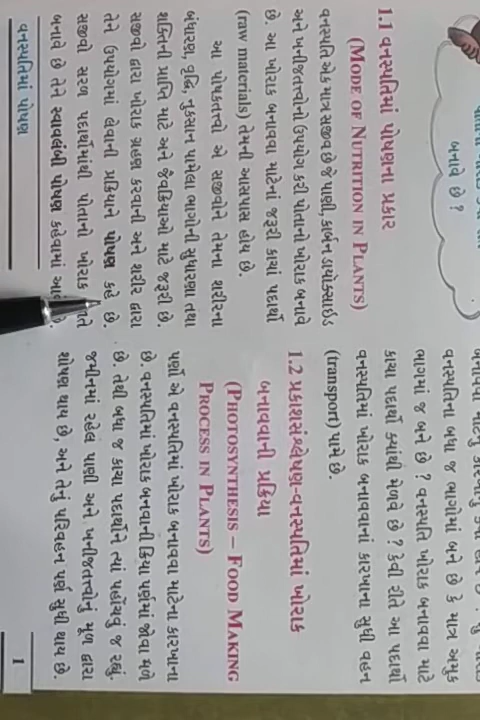 બનાવે છે ?
1.1 વનસ્પતિમાં પોષણના પ્રકાર
(MODE OF NUTRITION IN PLANTS)
વનસ્પતિ એક માત્ર સજીવ છે જે પાણી, કાર્બન ડાયૉક્સાઇડ
અને ખનીજતત્ત્વોનો ઉપયોગ કરી પોતાનો ખોરાક બનાવે
છે. આ ખોરાક બનાવવા માટેનાં જરૂરી કાચાં પદાર્થો
(raw materials) તેમની આસપાસ હોય છે.
આ પોષકતત્ત્વો એ સજીવોને તેમના શરીરના
બંધારણ, વૃદ્ધિ, નુકસાન પામેલા ભાગોની સુધારણા તથા
શક્તિની પ્રાપ્તિ માટે અને જૈવક્રિયાઓ માટે જરૂરી છે.
સજીવો દ્વારા ખોરાક ગ્રહણ કરવાની અને શરીર દ્વારા
તેને ઉપયોગમાં લેવાની પ્રક્રિયાને પોષણ કહે છે.
સજીવો સરળ પદાર્થોમાંથી પોતાનો ખોરાક
બનાવે છે તેને સ્વાવલંબી પોષણ કહેવામાં છે.
વનસ્પતિમાં પોષણ
વનસ્પતિના બધા જ ભાગોમાં બને છે કે માત્ર અમુક
ભાગમાં જ બને છે ? વનસ્પતિ ખોરાક બનાવવા માટે
કાચા પદાર્થો ક્યાંથી મેળવે છે ? કેવી રીતે આ પદાર્થો
વનસ્પતિમાં ખોરાક બનાવવાનાં કારખાના સુધી વહન
(transport) પામે છે.
1.2 પ્રકાશસંશ્લેષણ-વનસ્પતિમાં ખોરાક
બનાવવાની પ્રક્રિયા
(PHOTOSYNTHESIS – FOOD MAKING
PROCESS IN PLANTS)
પર્ણો એ વનસ્પતિમાં ખોરાક બનાવવા માટેના કારખાના
છે. વનસ્પતિમાં ખોરાક બનવાની ક્રિયા પર્ણમાં જોવા મળે
છે. તેથી બધા જ કાચા પદાર્થોને ત્યાં પહોંચવું જ રહ્યું
જમીનમાં રહેલ પાણી અને ખનીજતત્ત્વોનું મૂળ દ્વારા
શોષણ થાય છે, અને તેનું પરિવહન પર્ણ સુધી થાય છે.
1